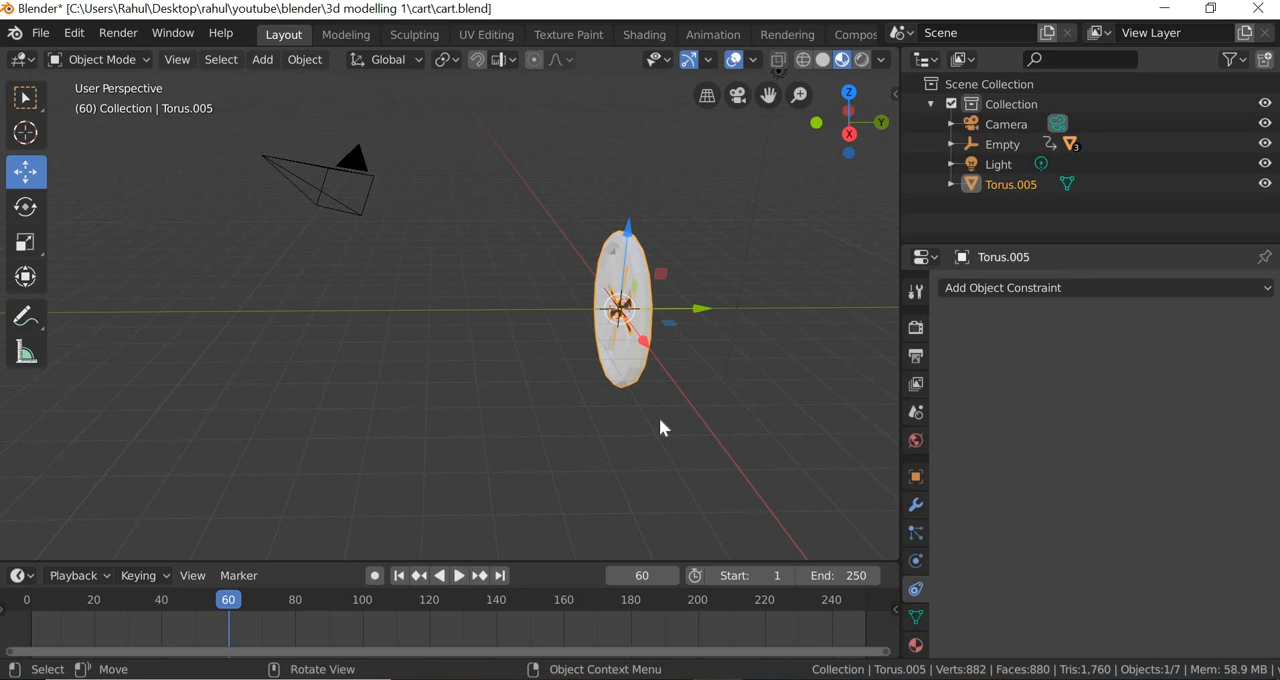 Blender* [C:\Users\Rahul\Desktop\rahul\youtube\blender\3d modelling 1\cart\cart.blend]
File Edit Render Window Help Layout Modeling Sculpting UV Editing Texture Paint Shading Animation Rendering Compos Scene View Layer
Object Mode View Select Add Object Global
User Perspective
(60) Collection | Torus.005
Z
Y
X
Scene Collection
Collection
Camera
Empty 3
Light
Torus.005
Torus.005
Add Object Constraint
Playback Keying View Marker 60 Start: 1 End: 250
0 20 40 60 80 100 120 140 160 180 200 220 240
Select Move Rotate View Object Context Menu Collection | Torus.005 | Verts:882 | Faces:880 | Tris:1,760 | Objects:1/7 | Mem: 58.9 MB |